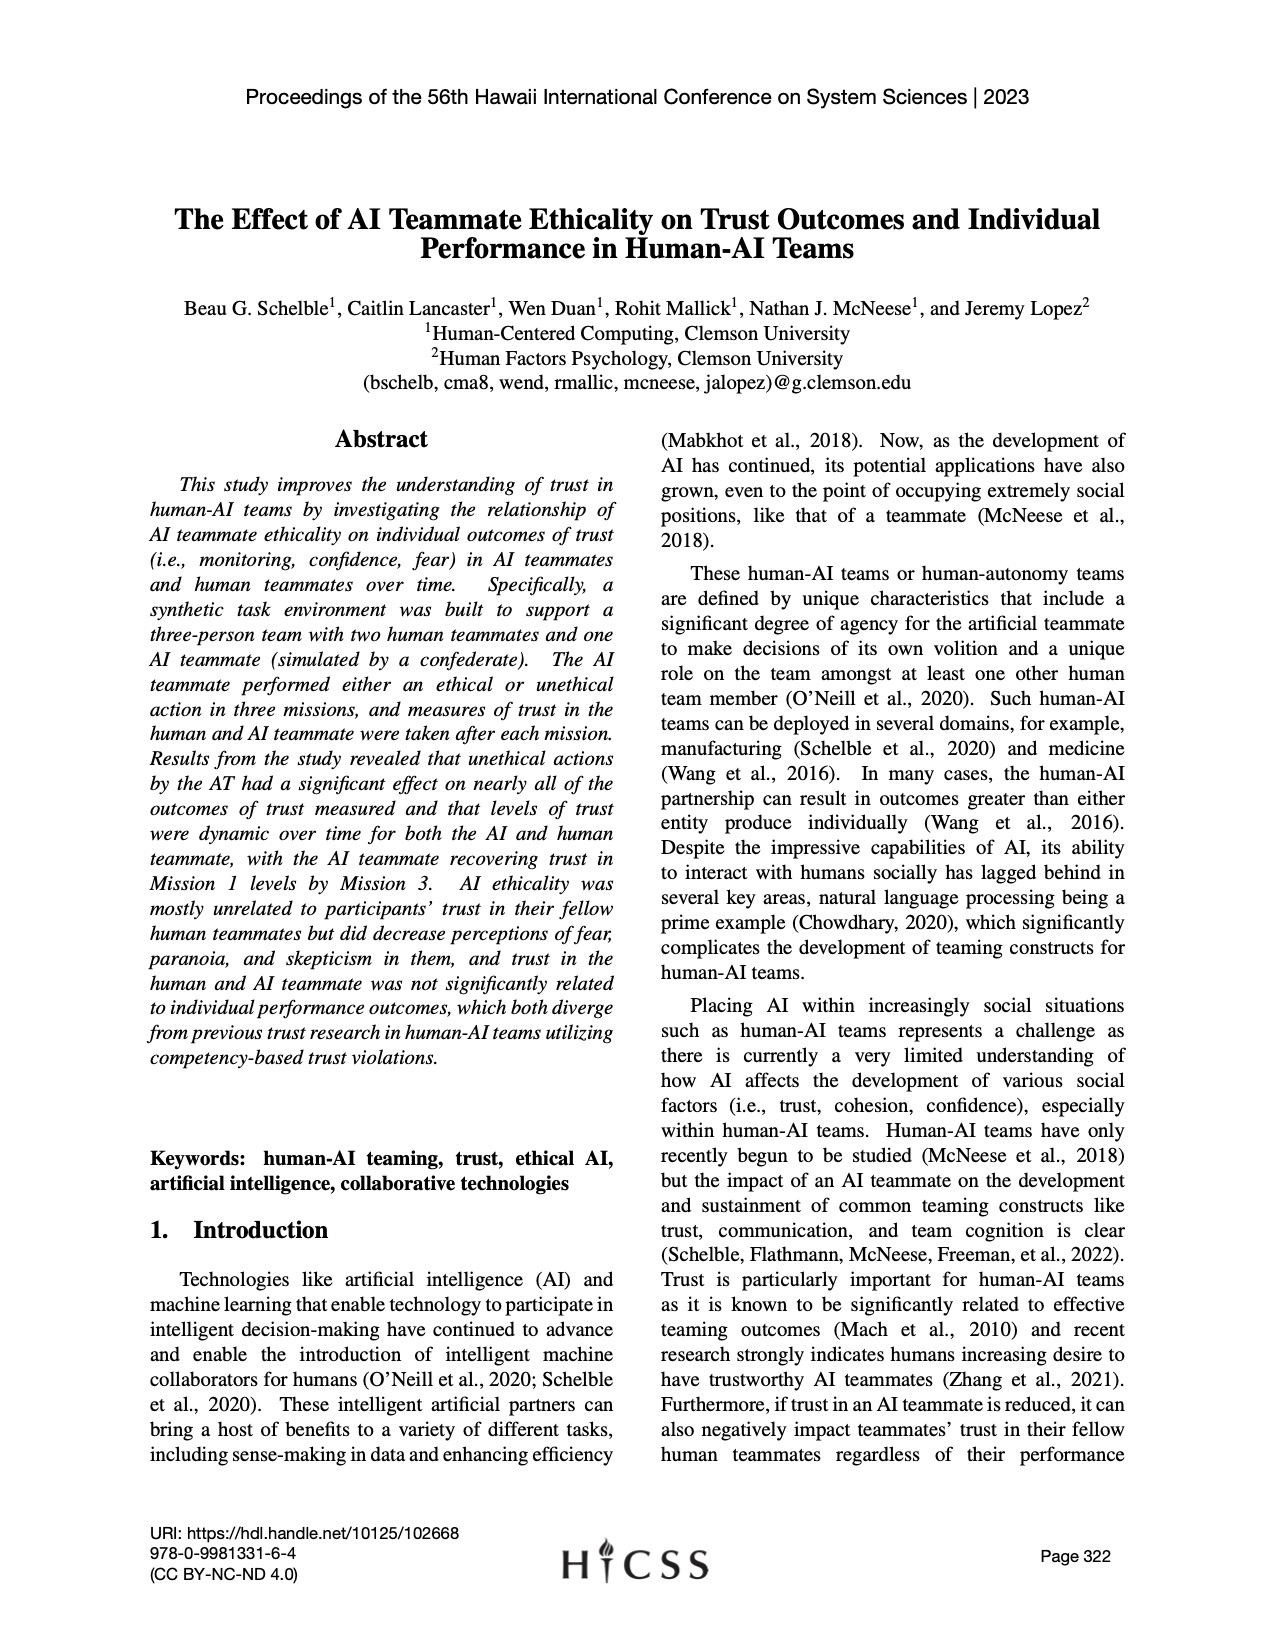 Proceedings of the 56th Hawaii International Conference on System Sciences | 2023
The Effect of AI Teammate Ethicality on Trust Outcomes and Individual
Performance in Human-AI Teams
Beau G. Schelble1, Caitlin Lancaster1, Wen Duan1, Rohit Mallick1, Nathan J. McNeese1, and Jeremy Lopez2
1Human-Centered Computing, Clemson University
2Human Factors Psychology, Clemson University
(bschelb, cma8, wend, rmallic, mcneese, jalopez)@g.clemson.edu
Abstract
This study improves the understanding of trust in
human-AI teams by investigating the relationship of
AI teammate ethicality on individual outcomes of trust
(i.e., monitoring, confidence, fear) in AI teammates
and human teammates over time. Specifically, a
synthetic task environment was built to support a
three-person team with two human teammates and one
AI teammate (simulated by a confederate). The AI
teammate performed either an ethical or unethical
action in three missions, and measures of trust in the
human and AI teammate were taken after each mission.
Results from the study revealed that unethical actions
by the AT had a significant effect on nearly all of the
outcomes of trust measured and that levels of trust
were dynamic over time for both the AI and human
teammate, with the AI teammate recovering trust in
Mission 1 levels by Mission 3. AI ethicality was
mostly unrelated to participants' trust in their fellow
human teammates but did decrease perceptions of fear,
paranoia, and skepticism in them, and trust in the
human and AI teammate was not significantly related
to individual performance outcomes, which both diverge
from previous trust research in human-AI teams utilizing
competency-based trust violations.
Keywords: human-AI teaming, trust, ethical AI,
artificial intelligence, collaborative technologies
1. Introduction
Technologies like artificial intelligence (AI) and
machine learning that enable technology to participate in
intelligent decision-making have continued to advance
and enable the introduction of intelligent machine
collaborators for humans (O'Neill et al., 2020; Schelble
et al., 2020). These intelligent artificial partners can
bring a host of benefits to a variety of different tasks,
including sense-making in data and enhancing efficiency
(Mabkhot et al., 2018). Now, as the development of
AI has continued, its potential applications have also
grown, even to the point of occupying extremely social
positions, like that of a teammate (McNeese et al.,
2018).
These human-AI teams or human-autonomy teams
are defined by unique characteristics that include a
significant degree of agency for the artificial teammate
to make decisions of its own volition and a unique
role on the team amongst at least one other human
team member (O'Neill et al., 2020). Such human-AI
teams can be deployed in several domains, for example,
manufacturing (Schelble et al., 2020) and medicine
(Wang et al., 2016). In many cases, the human-AI
partnership can result in outcomes greater than either
entity produce individually (Wang et al., 2016).
Despite the impressive capabilities of AI, its ability
to interact with humans socially has lagged behind in
several key areas, natural language processing being a
prime example (Chowdhary, 2020), which significantly
complicates the development of teaming constructs for
human-AI teams.
Placing AI within increasingly social situations
such as human-AI teams represents a challenge as
there is currently a very limited understanding of
how AI affects the development of various social
factors (i.e., trust, cohesion, confidence), especially
within human-AI teams. Human-AI teams have only
recently begun to be studied (McNeese et al., 2018)
but the impact of an AI teammate on the development
and sustainment of common teaming constructs like
trust, communication, and team cognition is clear
(Schelble, Flathmann, McNeese, Freeman, et al., 2022).
Trust is particularly important for human-AI teams
as it is known to be significantly related to effective
teaming outcomes (Mach et al., 2010) and recent
research strongly indicates humans increasing desire to
have trustworthy AI teammates (Zhang et al., 2021).
Furthermore, if trust in an AI teammate is reduced, it can
also negatively impact teammates' trust in their fellow
human teammates regardless of their performance
URI: https://hdl.handle.net/10125/102668
978-0-9981331-6-4
(CC BY-NC-ND 4.0)
HICSS
Page 322